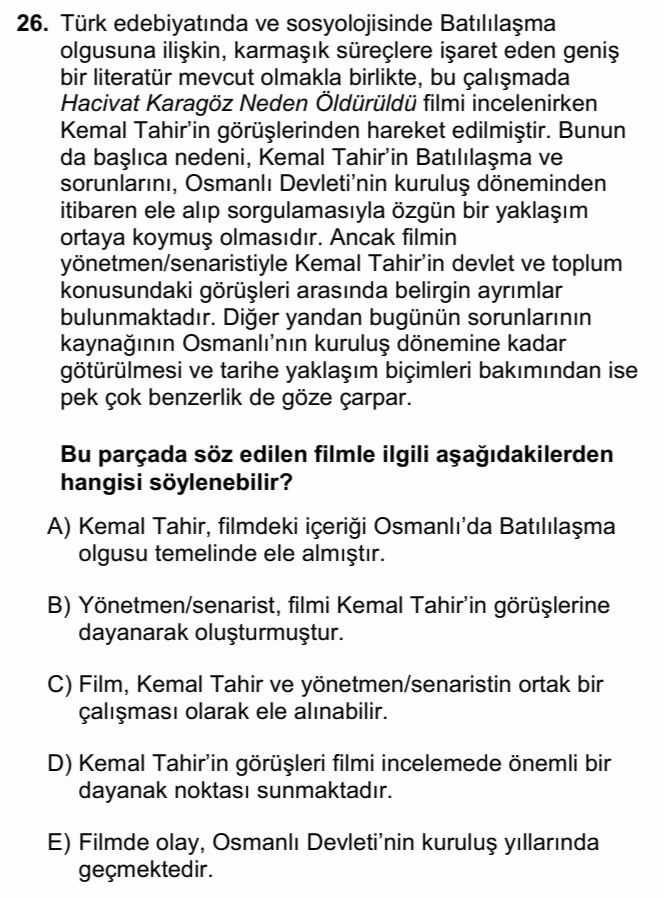 26. Türk edebiyatında ve sosyolojisinde Batılılaşma
olgusuna ilişkin, karmaşık süreçlere işaret eden geniş
bir literatür mevcut olmakla birlikte, bu çalışmada
Hacivat Karagöz Neden Öldürüldü filmi incelenirken
Kemal Tahir’in görüşlerinden hareket edilmiştir. Bunun
da başlıca nedeni, Kemal Tahir’in Batılılaşma ve
sorunlarını, Osmanlı Devleti’nin kuruluş döneminden
itibaren ele alıp sorgulamasıyla özgün bir yaklaşım
ortaya koymuş olmasıdır. Ancak filmin
yönetmen/senaristiyle Kemal Tahir’in devlet ve toplum
konusundaki görüşleri arasında belirgin ayrımlar
bulunmaktadır. Diğer yandan bugünün sorunlarının
kaynağının Osmanlı’nın kuruluş dönemine kadar
götürülmesi ve tarihe yaklaşım biçimleri bakımından ise
pek çok benzerlik de göze çarpar.
Bu parçada söz edilen filmle ilgili aşağıdakilerden
hangisi söylenebilir?
A) Kemal Tahir, filmdeki içeriği Osmanlı’da Batılılaşma
olgusu temelinde ele almıştır.
B) Yönetmen/senarist, filmi Kemal Tahir’in görüşlerine
dayanarak oluşturmuştur.
C) Film, Kemal Tahir ve yönetmen/senaristin ortak bir
çalışması olarak ele alınabilir.
D) Kemal Tahir’in görüşleri filmi incelemede önemli bir
dayanak noktası sunmaktadır.
E) Filmde olay, Osmanlı Devleti’nin kuruluş yıllarında
geçmektedir.